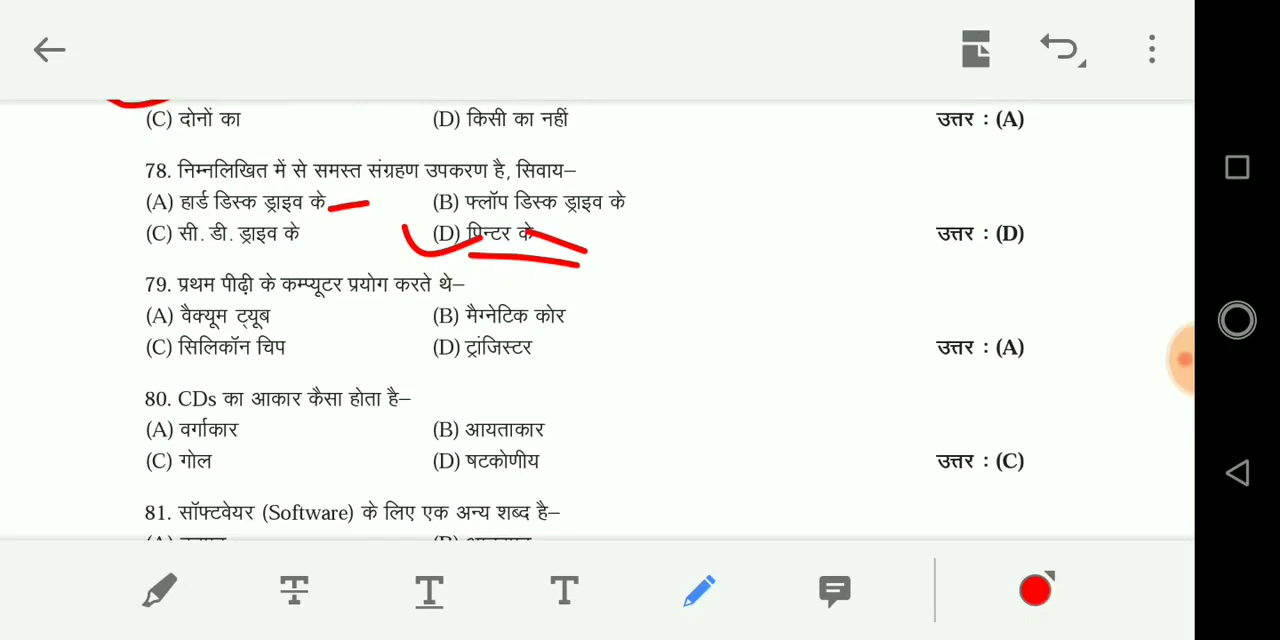 (C) दोनों का (D) किसी का नहीं उत्तर : (A)
78. निम्नलिखित में से समस्त संग्रहण उपकरण है, सिवाय–
(A) हार्ड डिस्क ड्राइव के (B) फ्लॉप डिस्क ड्राइव के
(C) सी. डी. ड्राइव के (D) प्रिन्टर के उत्तर : (D)
79. प्रथम पीढ़ी के कम्प्यूटर प्रयोग करते थे–
(A) वैक्यूम ट्यूब (B) मैग्नेटिक कोर
(C) सिलिकॉन चिप (D) ट्रांजिस्टर उत्तर : (A)
80. CDs का आकार कैसा होता है–
(A) वर्गाकार (B) आयताकार
(C) गोल (D) षटकोणीय उत्तर : (C)
81. सॉफ्टवेयर (Software) के लिए एक अन्य शब्द है–